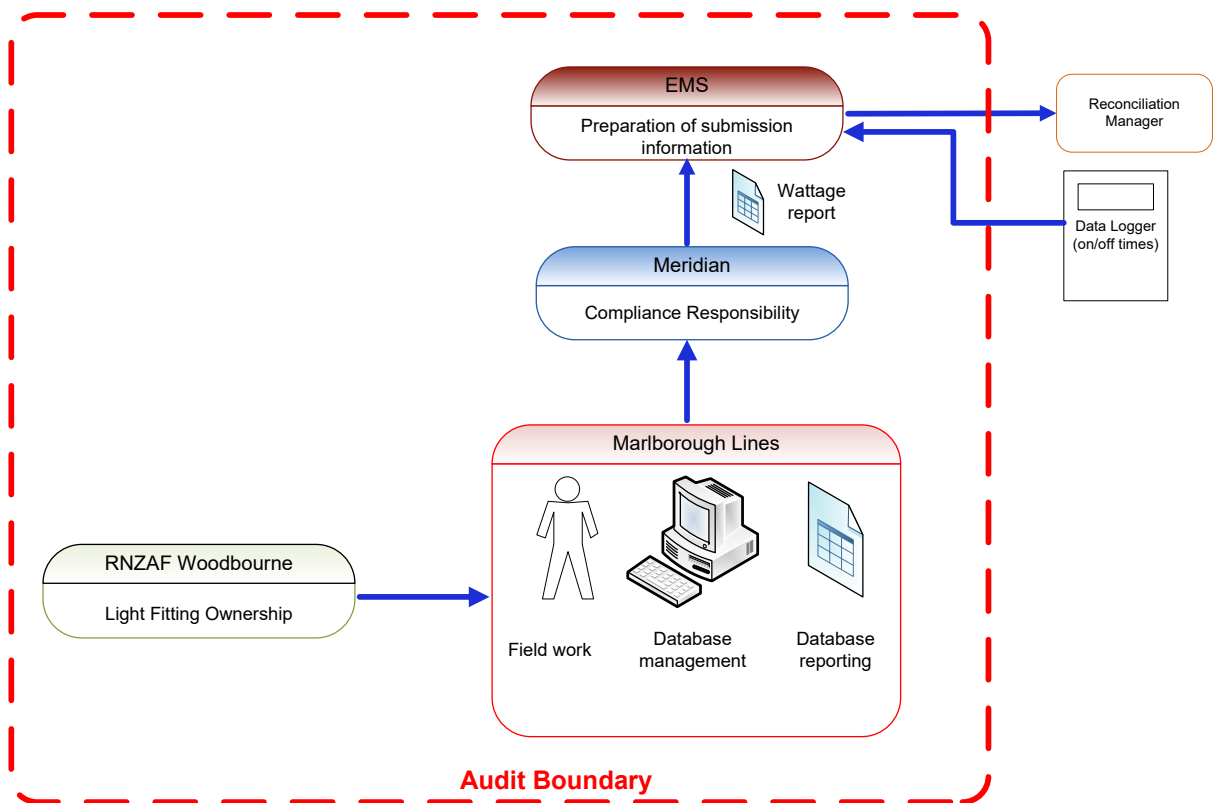 EMS
Preparation of submission
information
Reconciliation
Manager
Wattage
report
Data Logger
(on/off times)
Meridian
Compliance Responsibility
Marlborough Lines
RNZAF Woodbourne
Light Fitting Ownership
Field work
Database
management
Database
reporting
Audit Boundary